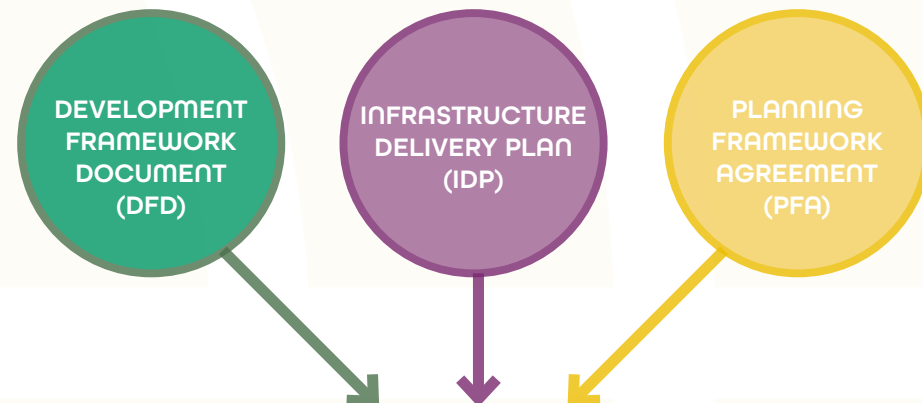 DEVELOPMENT
FRAMEWORK
DOCUMENT
(DFD)
INFRASTRUCTURE
DELIVERY PLAN
(IDP)
PLANNING
FRAMEWORK
AGREEMENT
(PFA)